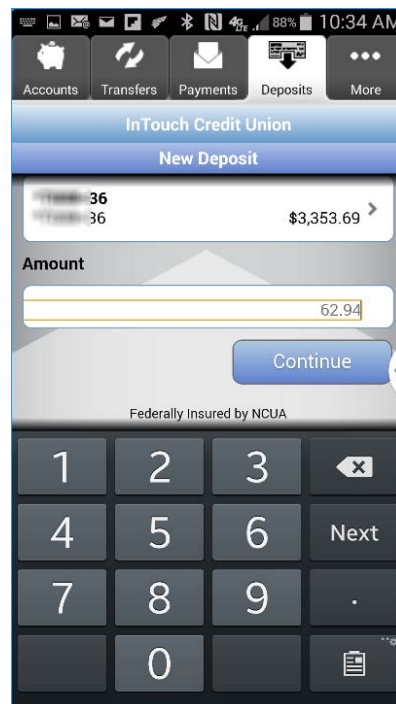 88% 10:34 AM
Accounts Transfers Payments Deposits More
InTouch Credit Union
New Deposit
36
36 $3,353.69
Amount
62.94
Continue
Federally Insured by NCUA
1 2 3
4 5 6 Next
7 8 9 .
0